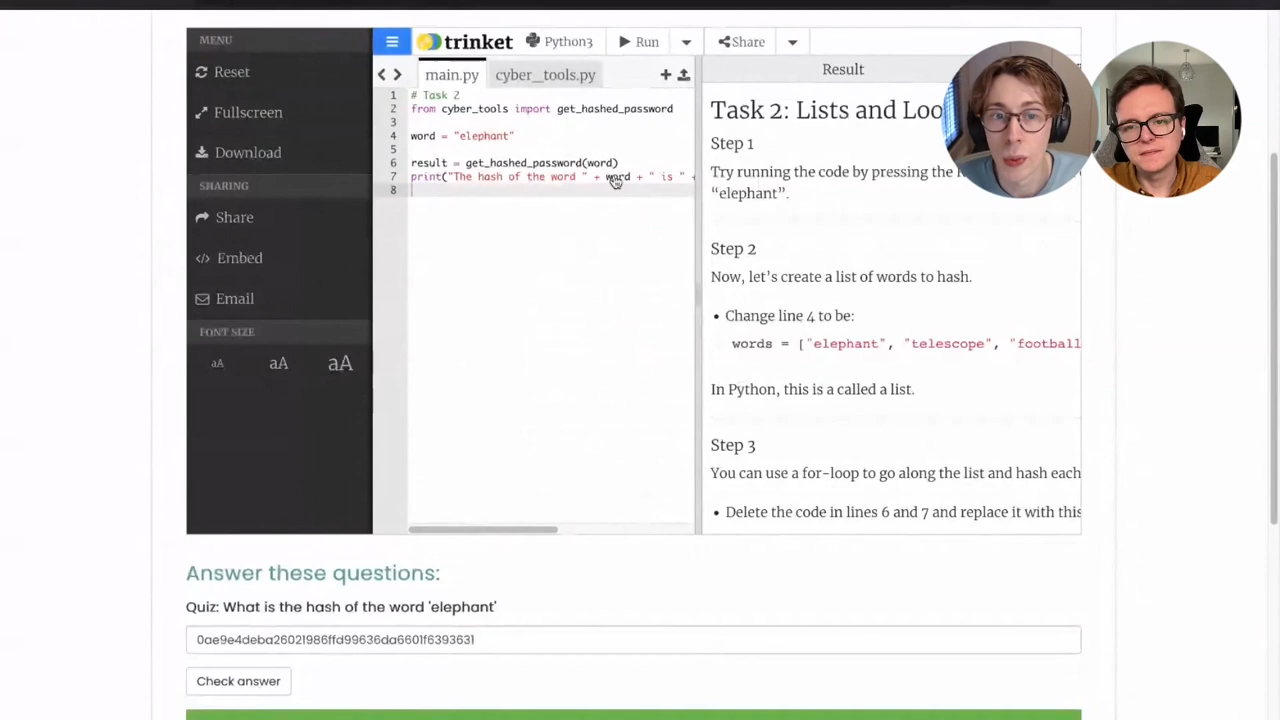 MENU
Reset
Fullscreen
Download
SHARING
Share
Embed
Email
FONT SIZE
aA
aA
aA
trinket
Python3
Run
Share
main.py
cyber_tools.py
1 # Task 2
2 from cyber_tools import get_hashed_password
3
4 word = "elephant"
5
6 result = get_hashed_password(word)
7 print("The hash of the word " + word + " is " +
8
Result
Task 2: Lists and Loo
Step 1
Try running the code by pressing the
"elephant".
Step 2
Now, let's create a list of words to hash.
• Change line 4 to be:
words = ["elephant", "telescope", "football
In Python, this is a called a list.
Step 3
You can use a for-loop to go along the list and hash each
• Delete the code in lines 6 and 7 and replace it with this
Answer these questions:
Quiz: What is the hash of the word 'elephant'
0ae9e4deba26021986ffd99636da6601f6393631
Check answer